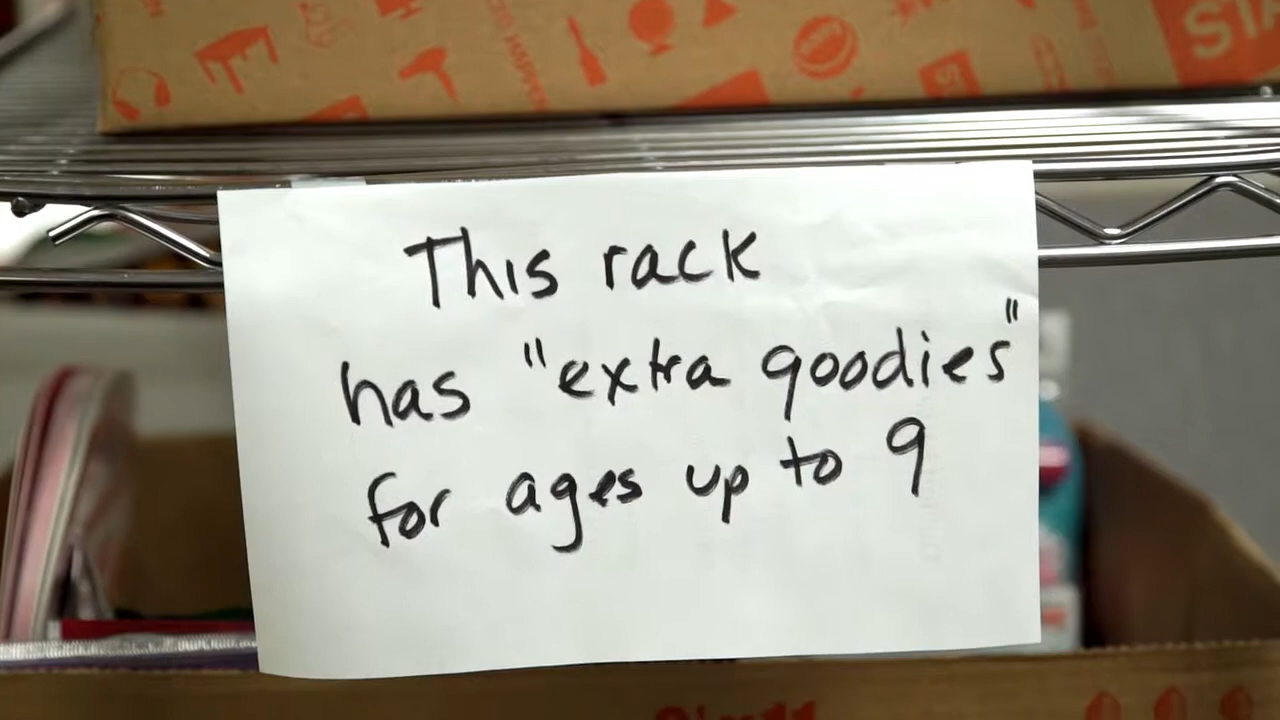 This rack
has "extra goodies"
for ages up to 9